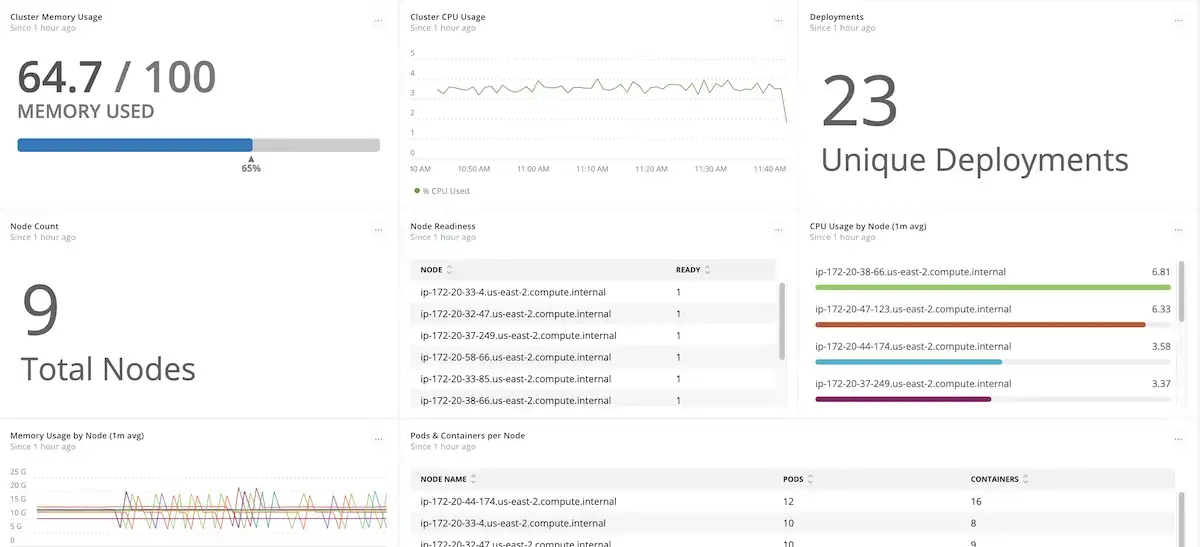 Cluster Memory Usage
Since 1 hour ago
...
64.7 / 100
MEMORY USED
65%
Cluster CPU Usage
Since 1 hour ago
...
5
4
3
2
1
0
10:50 AM
11:00 AM
11:10 AM
11:20 AM
11:30 AM
11:40 AM
% CPU Used
Deployments
Since 1 hour ago
...
23
Unique Deployments
Node Count
Since 1 hour ago
...
9
Total Nodes
Node Readiness
Since 1 hour ago
...
NODE READY
ip-172-20-33-4.us-east-2.compute.internal 1
ip-172-20-32-47.us-east-2.compute.internal 1
ip-172-20-37-249.us-east-2.compute.internal 1
ip-172-20-58-66.us-east-2.compute.internal 1
ip-172-20-33-85.us-east-2.compute.internal 1
ip-172-20-38-66.us-east-2.compute.internal 1
CPU Usage by Node (1m avg)
Since 1 hour ago
...
ip-172-20-38-66.us-east-2.compute.internal 6.81
ip-172-20-47-123.us-east-2.compute.internal 6.33
ip-172-20-44-174.us-east-2.compute.internal 3.58
ip-172-20-37-249.us-east-2.compute.internal 3.37
Memory Usage by Node (1m avg)
Since 1 hour ago
...
25 G
20 G
15 G
10 G
5 G
0
Pods & Containers per Node
Since 1 hour ago
...
NODE NAME PODS CONTAINERS
ip-172-20-44-174.us-east-2.compute.internal 12 16
ip-172-20-33-4.us-east-2.compute.internal 10 8
ip-172-20-32-47.us-east-2.compute.internal 10 9